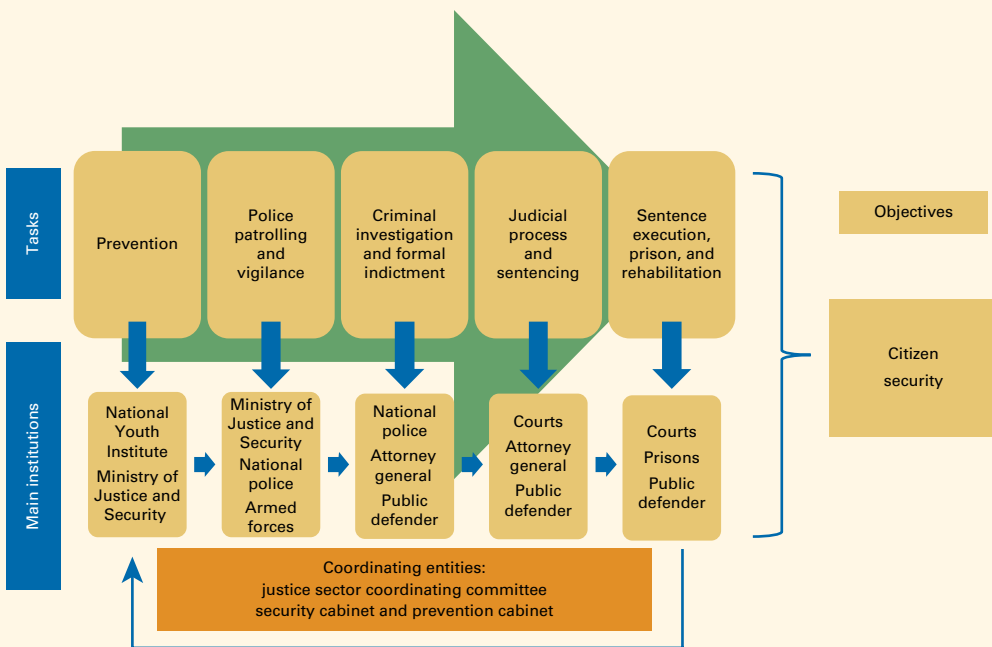 Tasks
Prevention
Police
patrolling
and
vigilance
Criminal
investigation
and formal
indictment
Judicial
process
and
sentencing
Sentence
execution,
prison, and
rehabilitation
Objectives
Citizen
security
Main institutions
National
Youth
Institute
Ministry of
Justice and
Security
Ministry of
Justice and
Security
National
police
Armed
forces
National
police
Attorney
general
Public
defender
Courts
Attorney
general
Public
defender
Courts
Prisons
Public
defender
Coordinating entities:
justice sector coordinating committee
security cabinet and prevention cabinet